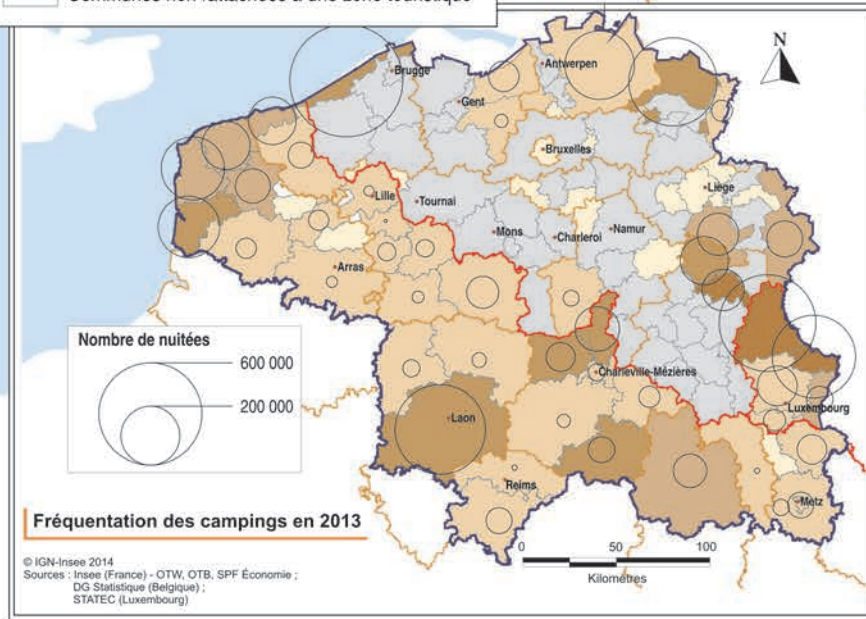 Communes non rattachées à une zone touristique
N
Brugge
Antwerpen
Gent
Bruxelles
Liège
Lille
Tournai
Mons
Charleroi
Namur
Arras
Nombre de nuitées
600 000
200 000
Charleville-Mézières
Laon
Luxembourg
Reims
Metz
Fréquentation des campings en 2013
0 50 100
Kilomètres
© IGN-Insee 2014
Sources : Insee (France) - OTW, OTB, SPF Économie ;
DG Statistique (Belgique) ;
STATEC (Luxembourg)